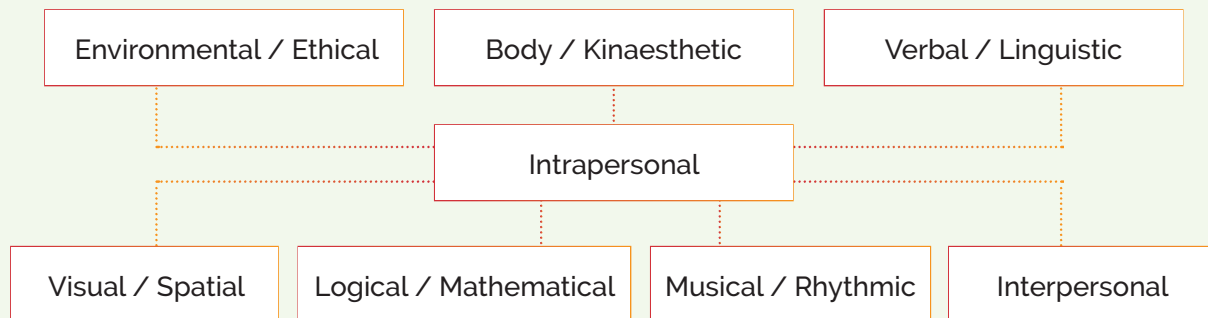 Environmental / Ethical
Body / Kinaesthetic
Verbal / Linguistic
Intrapersonal
Visual / Spatial
Logical / Mathematical
Musical / Rhythmic
Interpersonal